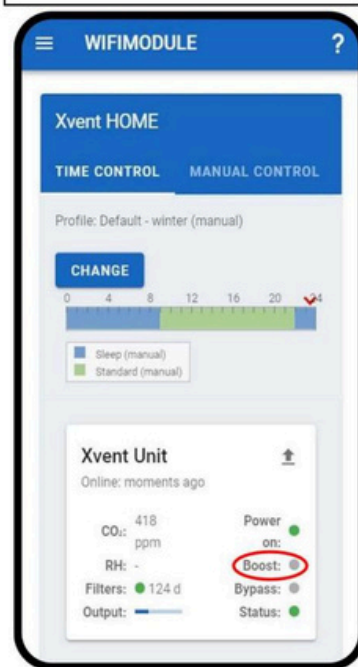 WIFIMODULE ?
Xvent HOME
TIME CONTROL MANUAL CONTROL
Profile: Default - winter (manual)
CHANGE
0 4 8 12 16 20 24
Sleep (manual)
Standard (manual)
Xvent Unit
Online: moments ago
CO₂: 418 ppm
Power on:
RH: -
Boost:
Filters: 124 d
Bypass:
Output:
Status: